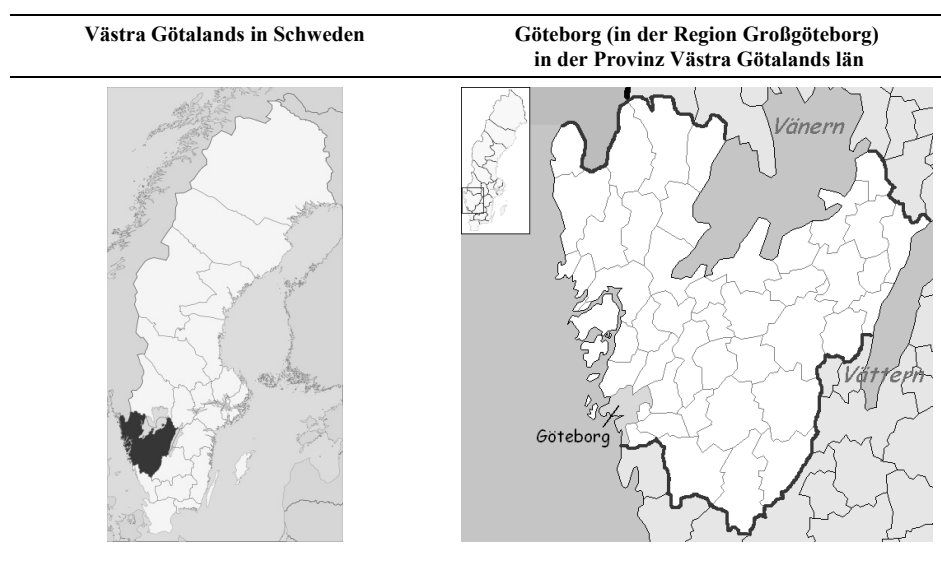 Västra Götalands in Schweden
Göteborg (in der Region Großgöteborg)
in der Provinz Västra Götalands län
Vänern
Vättern
Göteborg